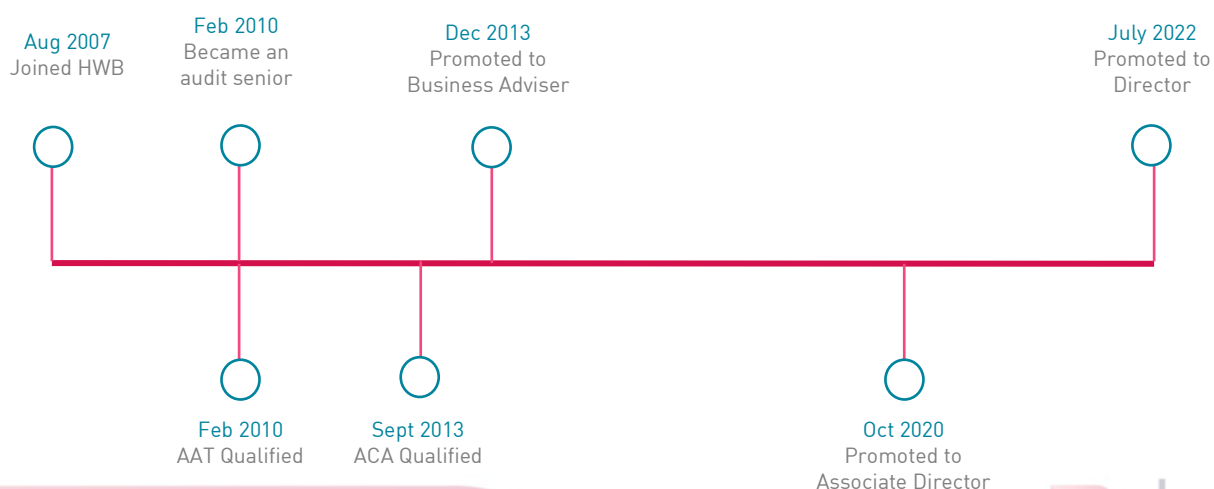 Aug 2007
Joined HWB
Feb 2010
Became an
audit senior
Dec 2013
Promoted to
Business Adviser
July 2022
Promoted to
Director
Feb 2010
AAT Qualified
Sept 2013
ACA Qualified
Oct 2020
Promoted to
Associate Director